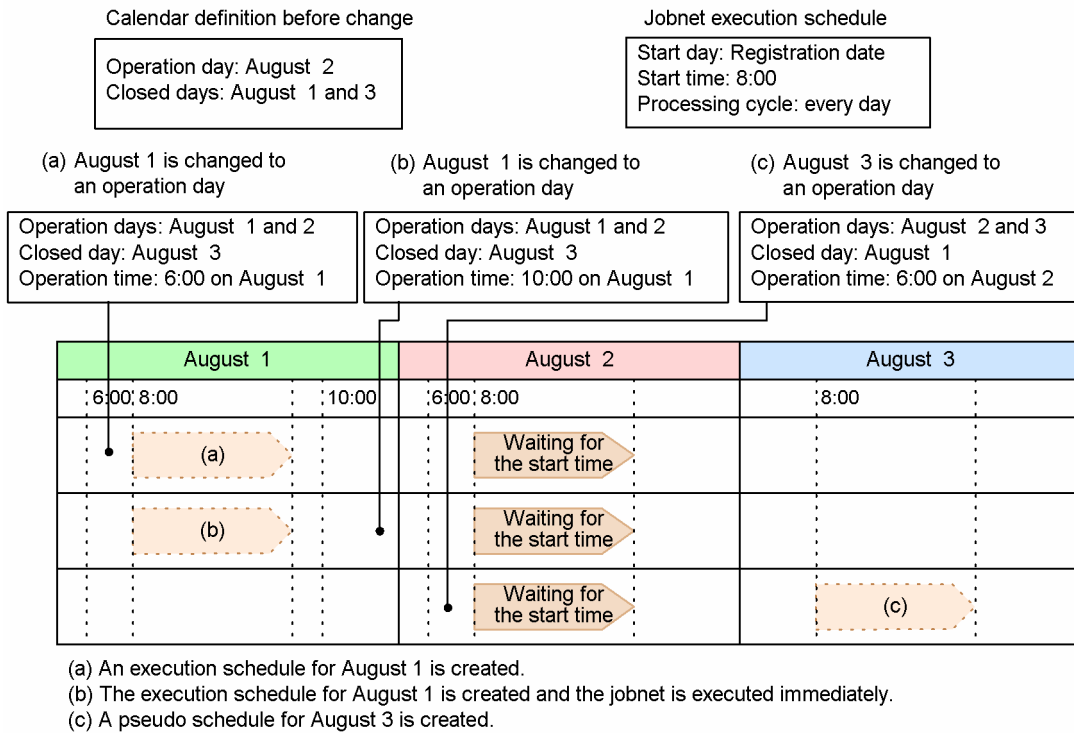 Calendar definition before change
Operation day: August 2
Closed days: August 1 and 3
Jobnet execution schedule
Start day: Registration date
Start time: 8:00
Processing cycle: every day
(a) August 1 is changed to
an operation day
Operation days: August 1 and 2
Closed day: August 3
Operation time: 6:00 on August 1
(b) August 1 is changed to
an operation day
Operation days: August 1 and 2
Closed day: August 3
Operation time: 10:00 on August 1
(c) August 3 is changed to
an operation day
Operation days: August 2 and 3
Closed day: August 1
Operation time: 6:00 on August 2
August 1 August 2 August 3
6:00 8:00 10:00 6:00 8:00 8:00
(a)
Waiting for
the start time
(b)
Waiting for
the start time
Waiting for
the start time
(c)
(a) An execution schedule for August 1 is created.
(b) The execution schedule for August 1 is created and the jobnet is executed immediately.
(c) A pseudo schedule for August 3 is created.